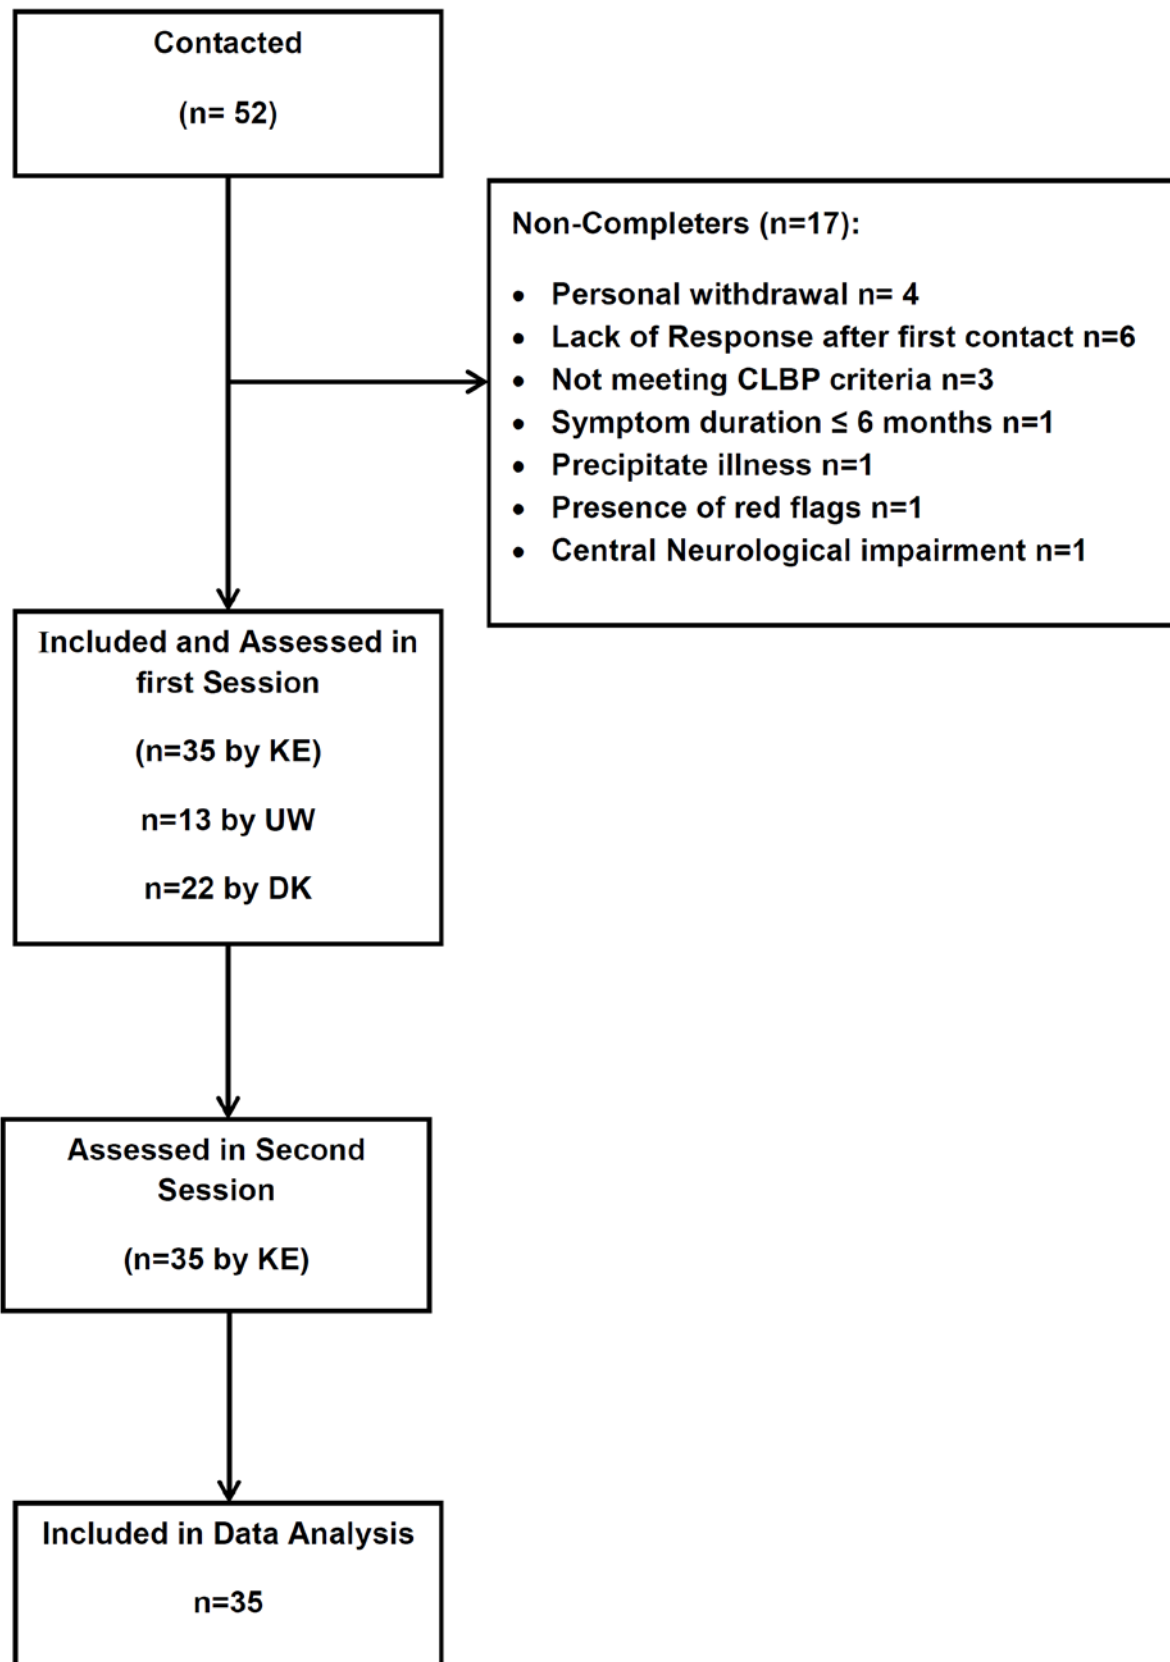 Contacted
(n= 52)
Non-Completers (n=17):
• Personal withdrawal n= 4
• Lack of Response after first contact n=6
• Not meeting CLBP criteria n=3
• Symptom duration ≤ 6 months n=1
• Precipitate illness n=1
• Presence of red flags n=1
• Central Neurological impairment n=1
Included and Assessed in
first Session
(n=35 by KE)
n=13 by UW
n=22 by DK
Assessed in Second
Session
(n=35 by KE)
Included in Data Analysis
n=35